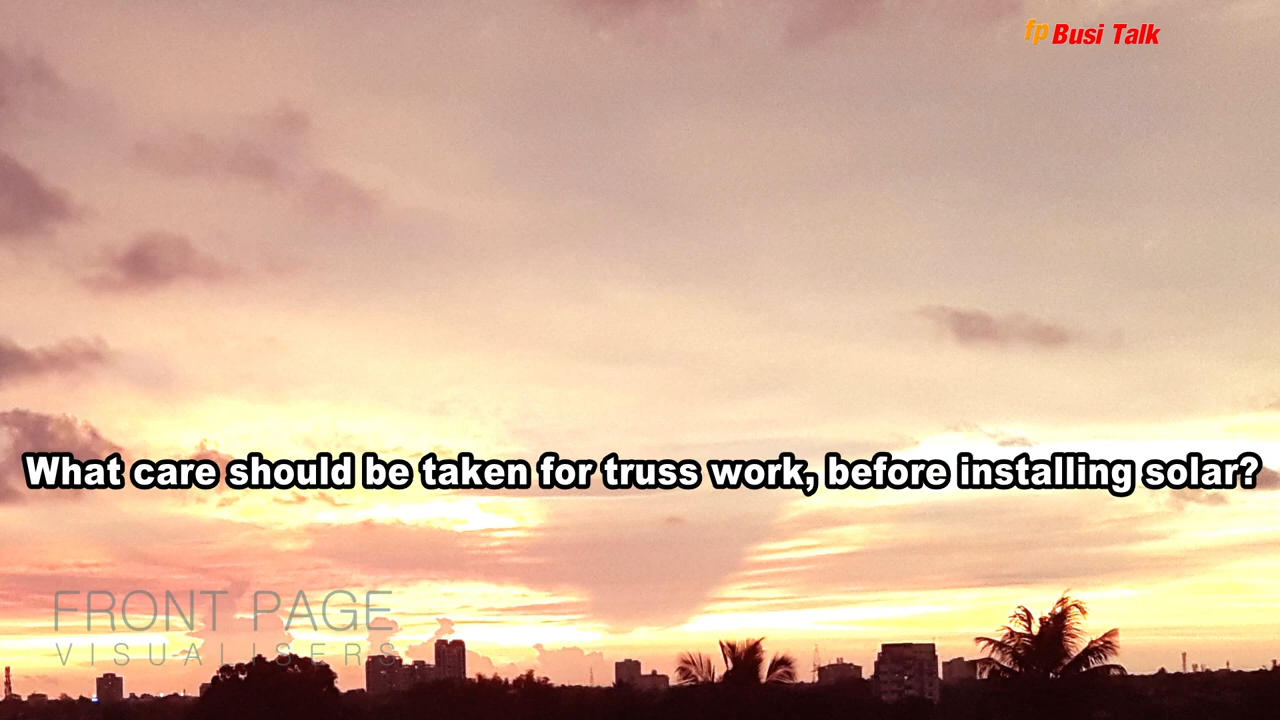 fp Busi Talk
What care should be taken for truss work, before installing solar?
FRONT PAGE
VISUALISERS